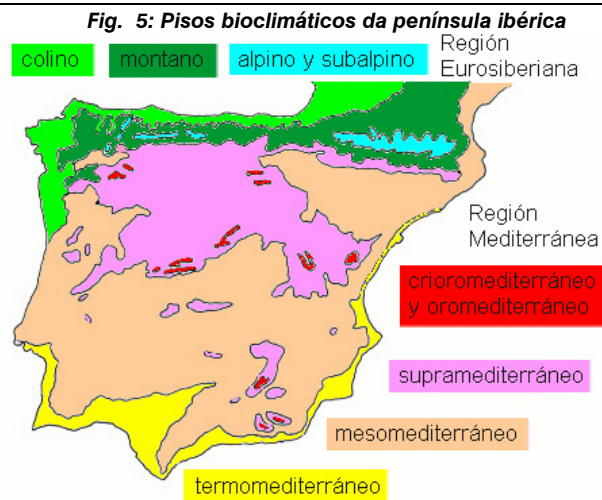 Fig. 5: Pisos bioclimáticos da península ibérica
colino
montano
alpino y subalpino
Región
Eurosiberiana
Región
Mediterránea
crioromediterráneo
y oromediterráneo
supramediterráneo
mesomediterráneo
termomediterráneo